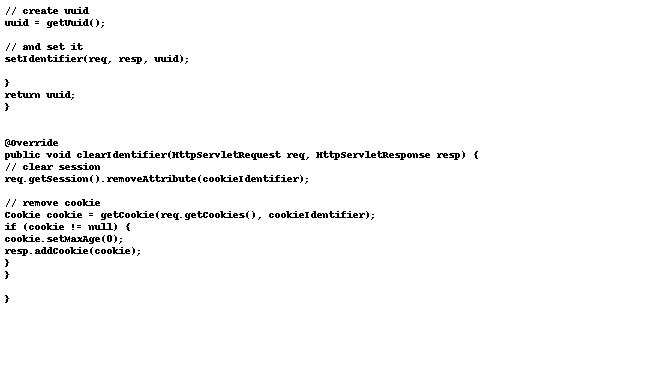 // create uuid
uuid = getUuid();
// and set it
setIdentifier(req, resp, uuid);
}
return uuid;
}
@Override
public void clearIdentifier(HttpServletRequest req, HttpServletResponse resp) {
// clear session
req.getSession().removeAttribute(cookieIdentifier);
// remove cookie
Cookie cookie = getCookie(req.getCookies(), cookieIdentifier);
if (cookie != null) {
cookie.setMaxAge(0);
resp.addCookie(cookie);
}
}
}